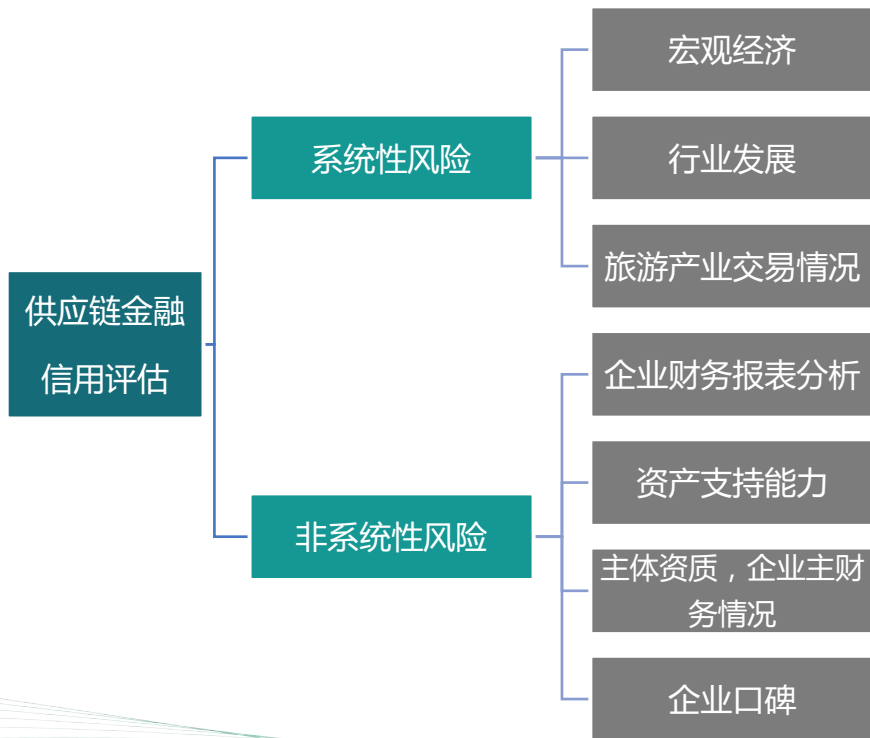 供应链金融
信用评估
系统性风险
宏观经济
行业发展
旅游产业交易情况
非系统性风险
企业财务报表分析
资产支持能力
主体资质，企业主财
务情况
企业口碑